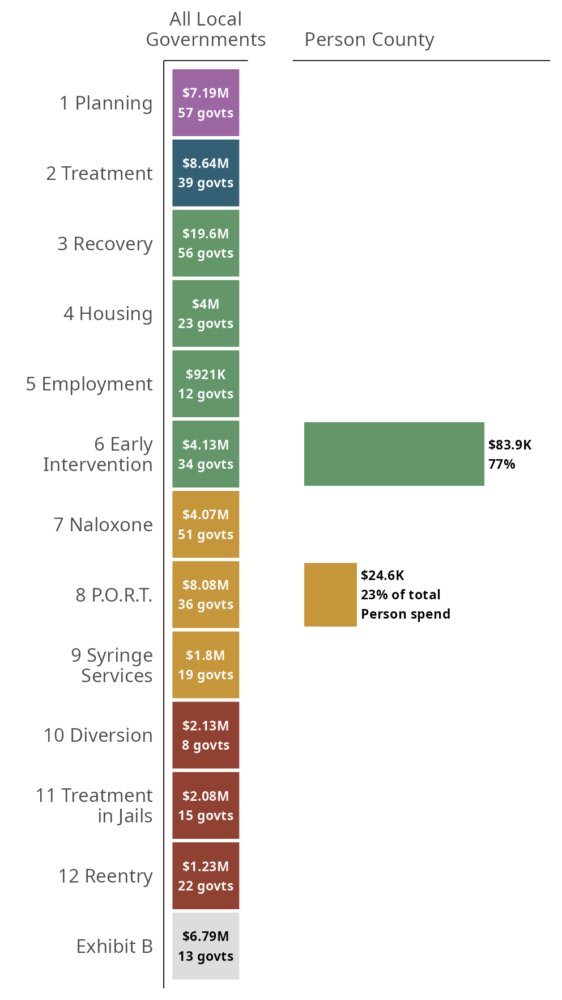 All Local
Governments
Person County
1 Planning
$7.19M
57 govts
2 Treatment
$8.64M
39 govts
3 Recovery
$19.6M
56 govts
4 Housing
$4M
23 govts
5 Employment
$921K
12 govts
6 Early
Intervention
$4.13M
34 govts
$83.9K
77%
7 Naloxone
$4.07M
51 govts
8 P.O.R.T.
$8.08M
36 govts
$24.6K
23% of total
Person spend
9 Syringe
Services
$1.8M
19 govts
10 Diversion
$2.13M
8 govts
11 Treatment
in Jails
$2.08M
15 govts
12 Reentry
$1.23M
22 govts
Exhibit B
$6.79M
13 govts